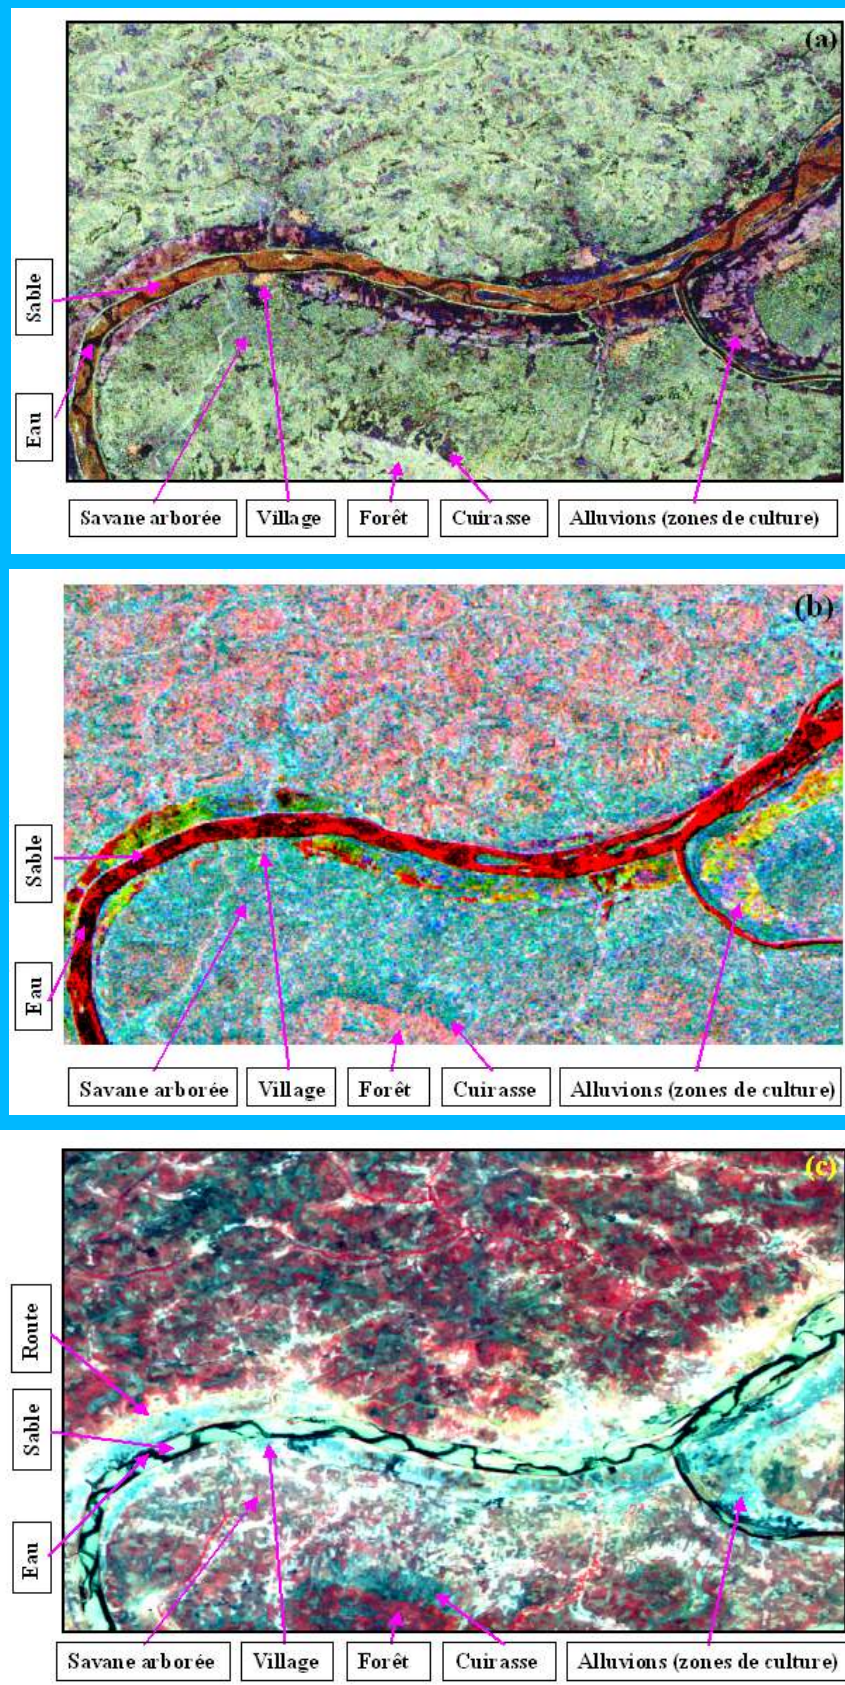 (a)
Sable
Eau
Savane arborée
Village
Forêt
Cuirasse
Alluvions (zones de culture)
(b)
Sable
Eau
Savane arborée
Village
Forêt
Cuirasse
Alluvions (zones de culture)
(c)
Route
Sable
Eau
Savane arborée
Village
Forêt
Cuirasse
Alluvions (zones de culture)